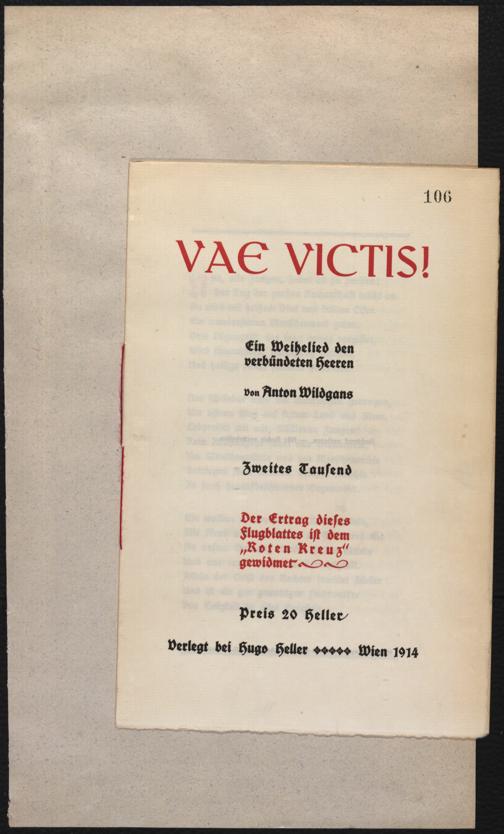 106
VAE VICTIS!
Ein Weihelied den
verbündeten Heeren
von Anton Wildgans
Zweites Tausend
Der Ertrag dieses
Flugblattes ist dem
„Roten Kreuz“
gewidmet
Preis 20 Heller
Verlegt bei Hugo Heller ❖❖❖❖❖ Wien 1914